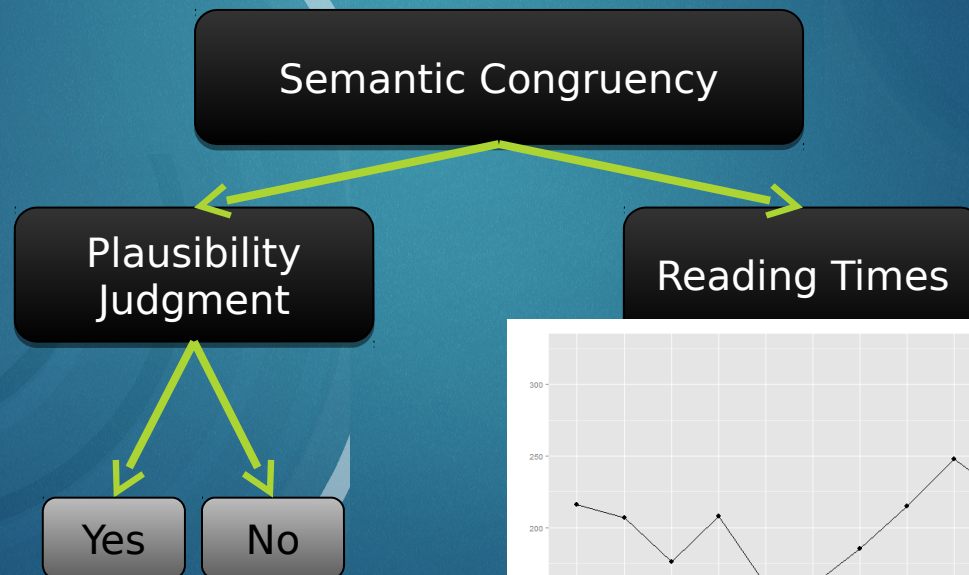 Semantic Congruency
Plausibility
Judgment
Reading Times
Yes
No
300
250
200